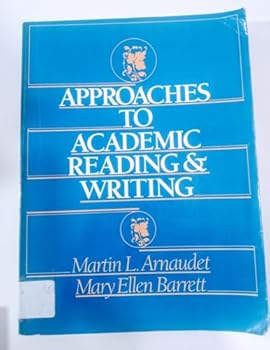 APPROACHES
TO
ACADEMIC
READING &
WRITING
Martin L. Arnaudet
Mary Ellen Barrett